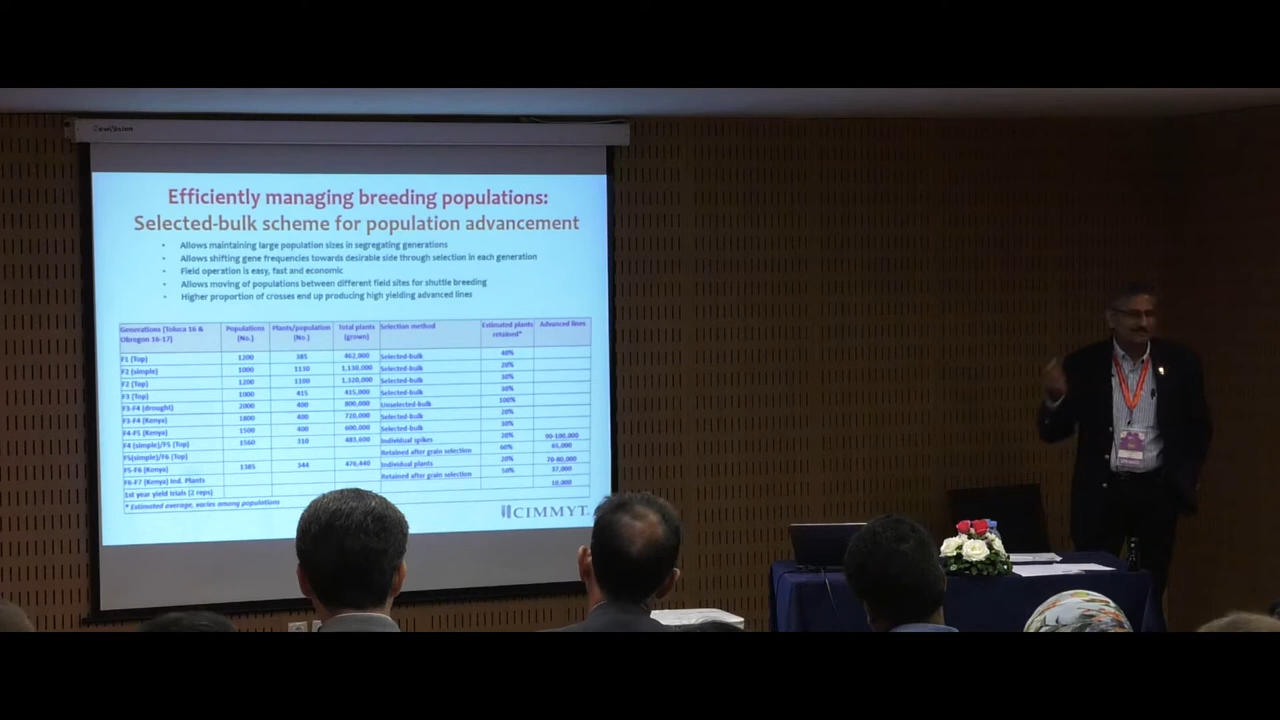 Efficiently managing breeding populations:
Selected-bulk scheme for population advancement
• Allows maintaining large population sizes in segregating generations
• Allows shifting gene frequencies towards desirable side through selection in each generation
• Field operation is easy, fast and economic
• Allows moving of populations between different field sites for shuttle breeding
• Higher proportion of crosses end up producing high yielding advanced lines
Generations (Toluca 16 & Obregon 16-17) Populations (No.) Plants/population (No.) Total plants (grown) Selection method Estimated plants retained* Advanced lines
F1 (Top) 1200 385 462,000 Selected-bulk 40%
F2 (simple) 1000 1130 1,130,000 Selected-bulk 20%
F2 (Top) 1200 1100 1,320,000 Selected-bulk 30%
F3 (Top) 1000 415 415,000 Selected-bulk 30%
F3-F4 (drought) 2000 400 800,000 Unselected-bulk 100%
F3-F4 (Kenya) 1800 400 720,000 Selected-bulk 20%
F4-F5 (Kenya) 1500 400 600,000 Selected-bulk 30%
F4 (simple)/F5 (Top) 1560 310 483,600 Individual spikes 20% 90-100,000
F5(simple)/F6 (Top) Retained after grain selection 60% 65,000
F5-F6 (Kenya) 1385 344 476,440 Individual plants 20% 70-80,000
F6-F7 (Kenya) Ind. Plants Retained after grain selection 50% 37,000
1st year yield trials (2 reps) 10,000
* Estimated average, varies among populations
CIMMYT